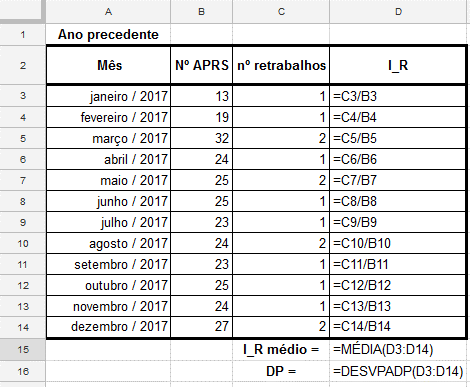 A B C D
1 Ano precedente
2 Mês Nº APRS nº retrabalhos I_R
3 janeiro / 2017 13 1 =C3/B3
4 fevereiro / 2017 19 1 =C4/B4
5 março / 2017 32 2 =C5/B5
6 abril / 2017 24 1 =C6/B6
7 maio / 2017 25 2 =C7/B7
8 junho / 2017 25 1 =C8/B8
9 julho / 2017 23 1 =C9/B9
10 agosto / 2017 24 2 =C10/B10
11 setembro / 2017 23 1 =C11/B11
12 outubro / 2017 25 1 =C12/B12
13 novembro / 2017 24 1 =C13/B13
14 dezembro / 2017 27 2 =C14/B14
15 I_R médio = =MÉDIA(D3:D14)
16 DP = =DESVPADP(D3:D14)